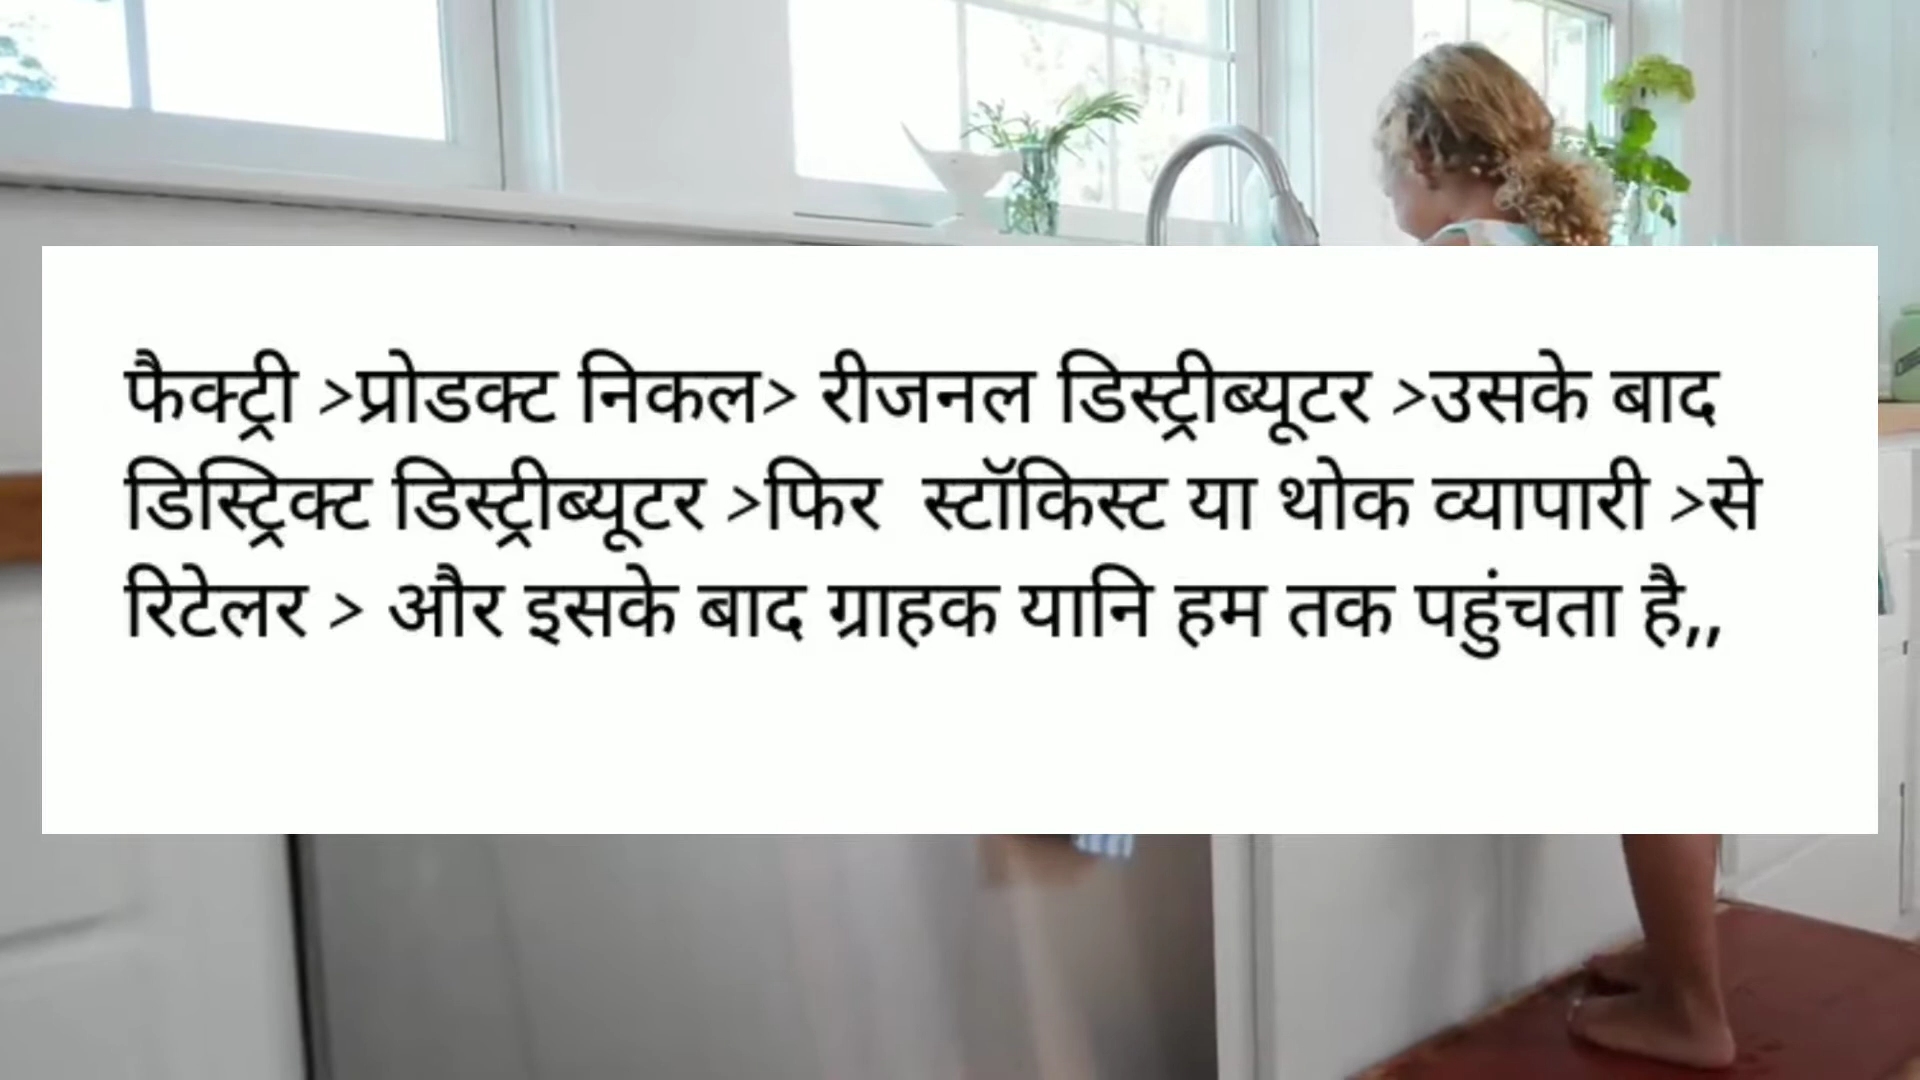 फैक्ट्री >प्रोडक्ट निकल> रीजनल डिस्ट्रीब्यूटर >उसके बाद
डिस्ट्रिक्ट डिस्ट्रीब्यूटर >फिर  स्टॉकिस्ट या थोक व्यापारी >से
रिटेलर > और इसके बाद ग्राहक यानि हम तक पहुंचता है,,